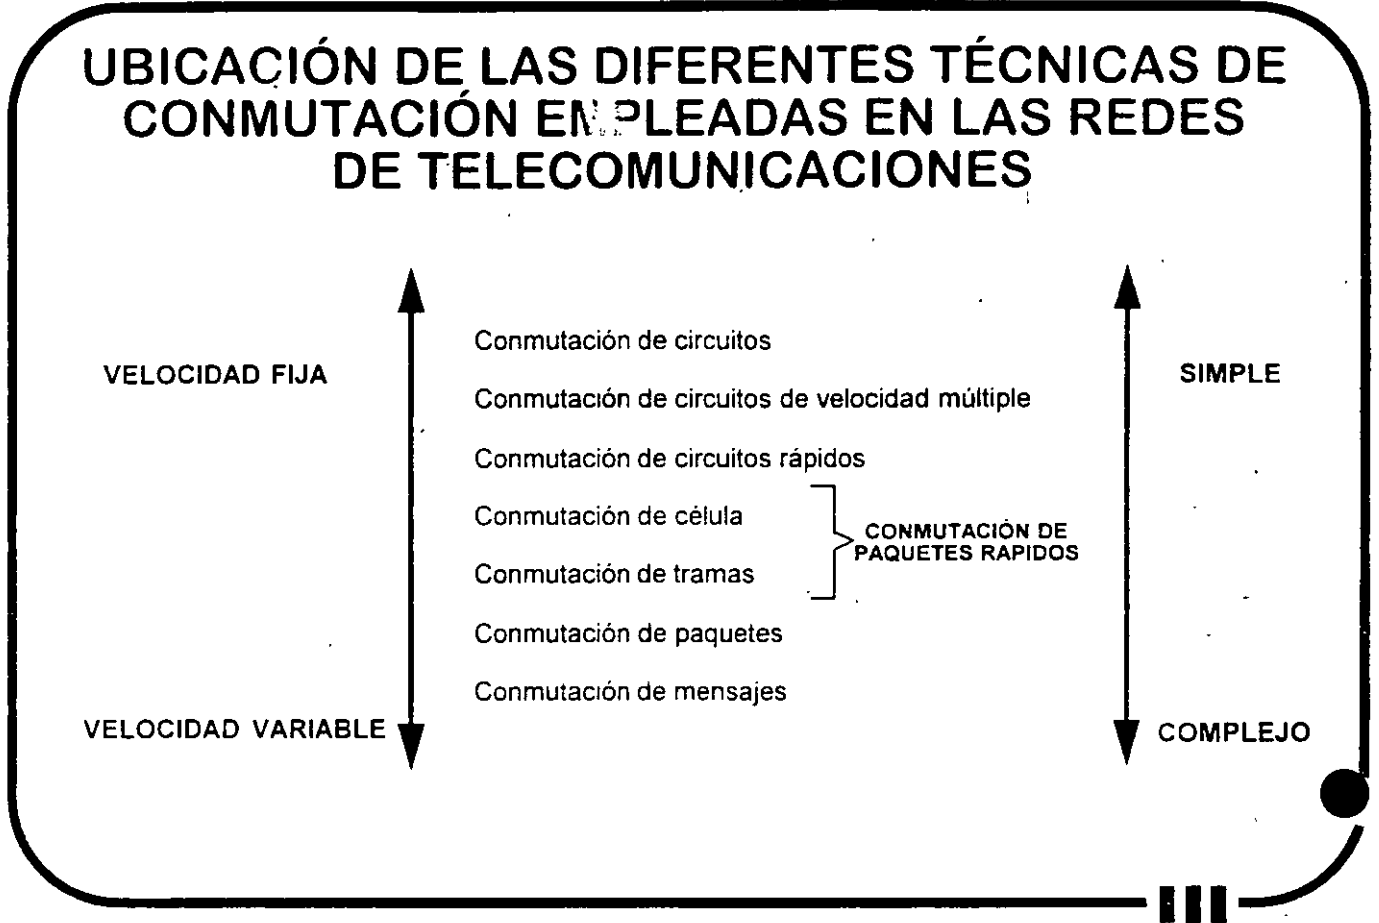 UBICACIÓN DE LAS DIFERENTES TÉCNICAS DE
CONMUTACIÓN EMPLEADAS EN LAS REDES
DE TELECOMUNICACIONES
Conmutación de circuitos
VELOCIDAD FIJA
SIMPLE
Conmutación de circuitos de velocidad múltiple
Conmutación de circuitos rápidos
Conmutación de célula
CONMUTACIÓN DE
PAQUETES RAPIDOS
Conmutación de tramas
Conmutación de paquetes
Conmutación de mensajes
VELOCIDAD VARIABLE
COMPLEJO